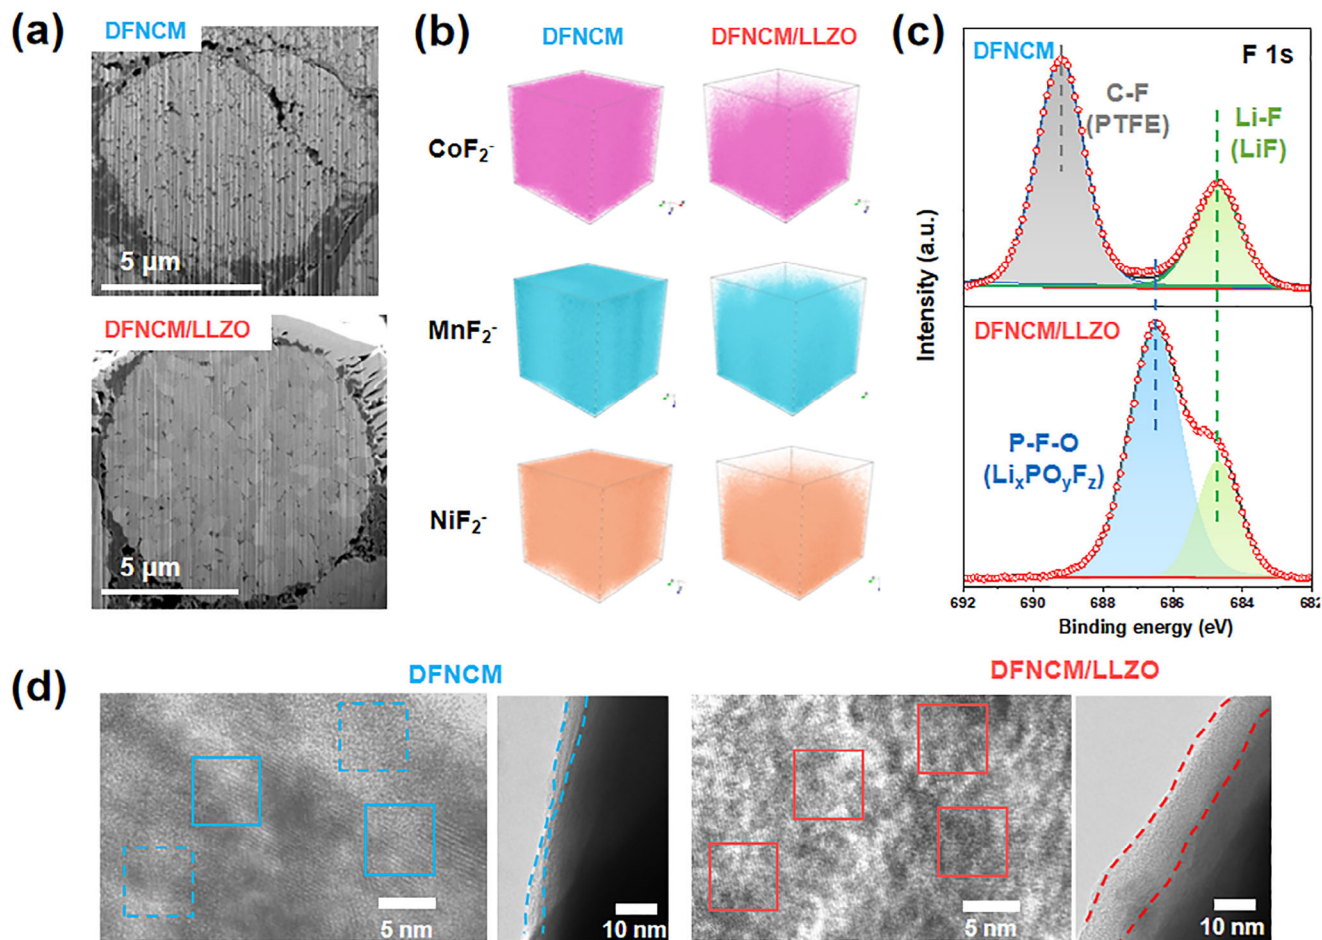 (a)
DFNCM
5 μm
DFNCM/LLZO
5 μm
(b)
DFNCM
DFNCM/LLZO
CoF₂⁻
MnF₂⁻
NiF₂⁻
(c)
DFNCM
F 1s
C-F
(PTFE)
Li-F
(LiF)
DFNCM/LLZO
P-F-O
(LiₓPOᵧF_z)
Intensity (a.u.)
692 690 688 686 684 682
Binding energy (eV)
(d)
DFNCM
5 nm
10 nm
DFNCM/LLZO
5 nm
10 nm